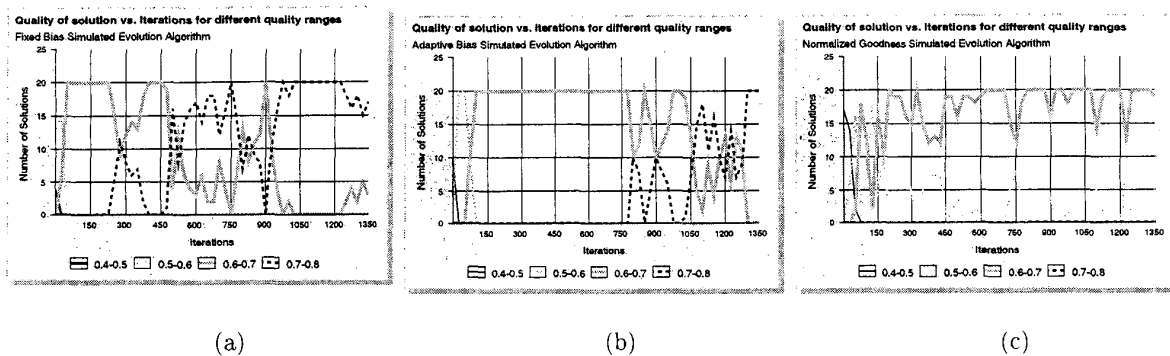 Quality of solution vs. Iterations for different quality ranges
Fixed Bias Simulated Evolution Algorithm
Number of Solutions
25
20
15
10
5
0
150 300 450 600 750 900 1050 1200 1350
Iterations
0.4-0.5 0.5-0.6 0.6-0.7 0.7-0.8
(a)
Quality of solution vs. Iterations for different quality ranges
Adaptive Bias Simulated Evolution Algorithm
Number of Solutions
25
20
15
10
5
0
150 300 450 600 750 900 1050 1200 1350
Iterations
0.4-0.5 0.5-0.6 0.6-0.7 0.7-0.8
(b)
Quality of solution vs. Iterations for different quality ranges
Normalized Goodness Simulated Evolution Algorithm
Number of Solutions
25
20
15
10
5
0
150 300 450 600 750 900 1050 1200 1350
Iterations
0.4-0.5 0.5-0.6 0.6-0.7 0.7-0.8
(c)